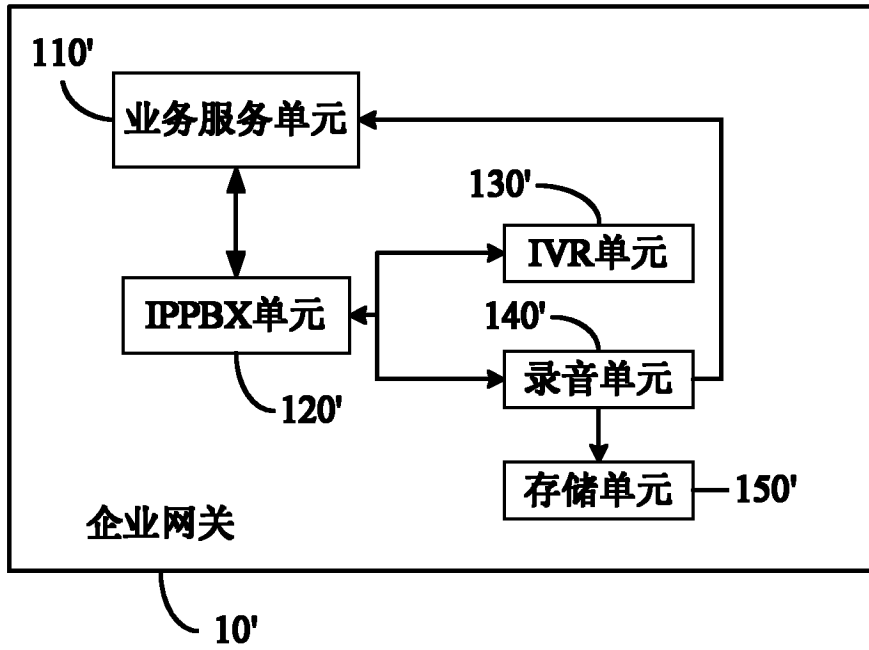 110'
业务服务单元
130'
IVR单元
IPPBX单元
140'
录音单元
120'
存储单元
150'
企业网关
10'